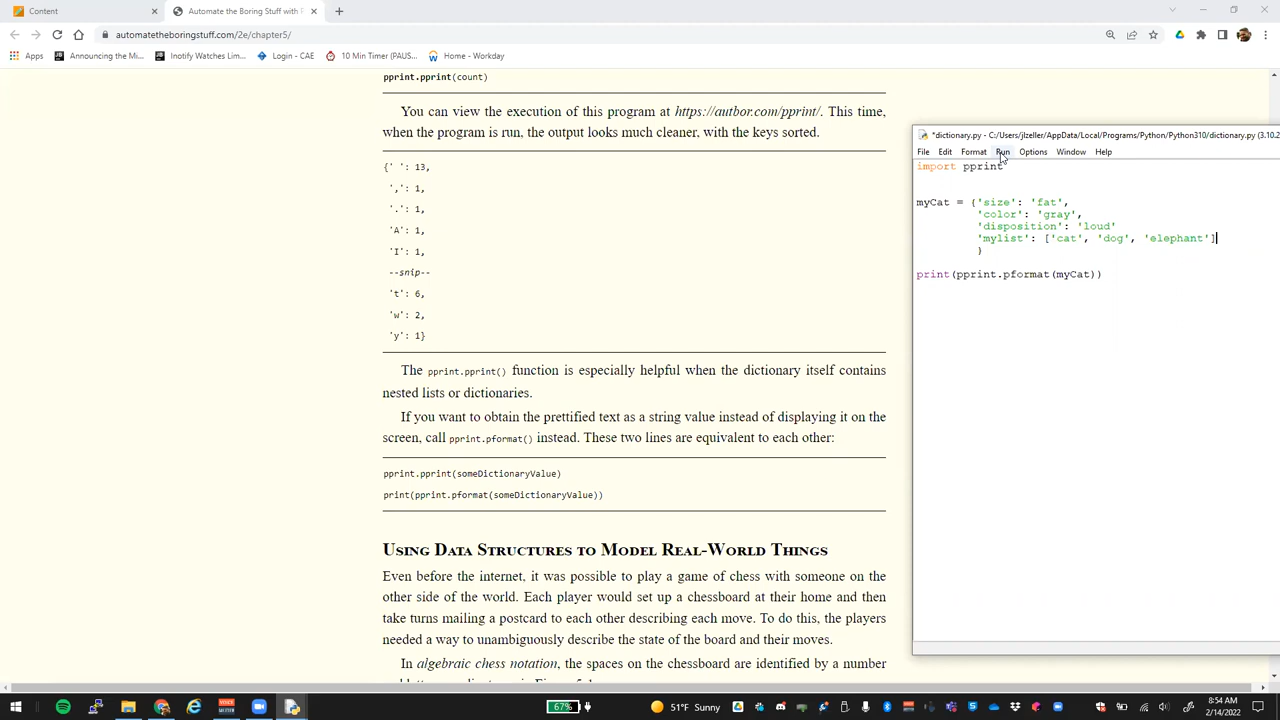 Content
Automate the Boring Stuff with
automatetheboringstuff.com/2e/chapter5/
Apps
Announcing the Mi...
Inotify Watches Lim...
Login - CAE
10 Min Timer (PAUS...
Home - Workday
pprint.pprint(count)
You can view the execution of this program at https://autbor.com/pprint/. This time,
when the program is run, the output looks much cleaner, with the keys sorted.
{' ': 13,
',': 1,
'.': 1,
'A': 1,
'I': 1,
--snip--
't': 6,
'w': 2,
'y': 1}
The pprint.pprint() function is especially helpful when the dictionary itself contains
nested lists or dictionaries.
If you want to obtain the prettified text as a string value instead of displaying it on the
screen, call pprint.pformat() instead. These two lines are equivalent to each other:
pprint.pprint(someDictionaryValue)
print(pprint.pformat(someDictionaryValue))
Using Data Structures to Model Real-World Things
Even before the internet, it was possible to play a game of chess with someone on the
other side of the world. Each player would set up a chessboard at their home and then
take turns mailing a postcard to each other describing each move. To do this, the players
needed a way to unambiguously describe the state of the board and their moves.
In algebraic chess notation, the spaces on the chessboard are identified by a number
*dictionary.py - C:/Users/jlzeller/AppData/Local/Programs/Python/Python310/dictionary.py (3.10.2
File Edit Format Run Options Window Help
import pprint
myCat = {'size': 'fat',
'color': 'gray',
'disposition': 'loud'
'mylist': ['cat', 'dog', 'elephant']
}
print(pprint.pformat(myCat))
67%
51°F Sunny
8:54 AM
2/14/2022